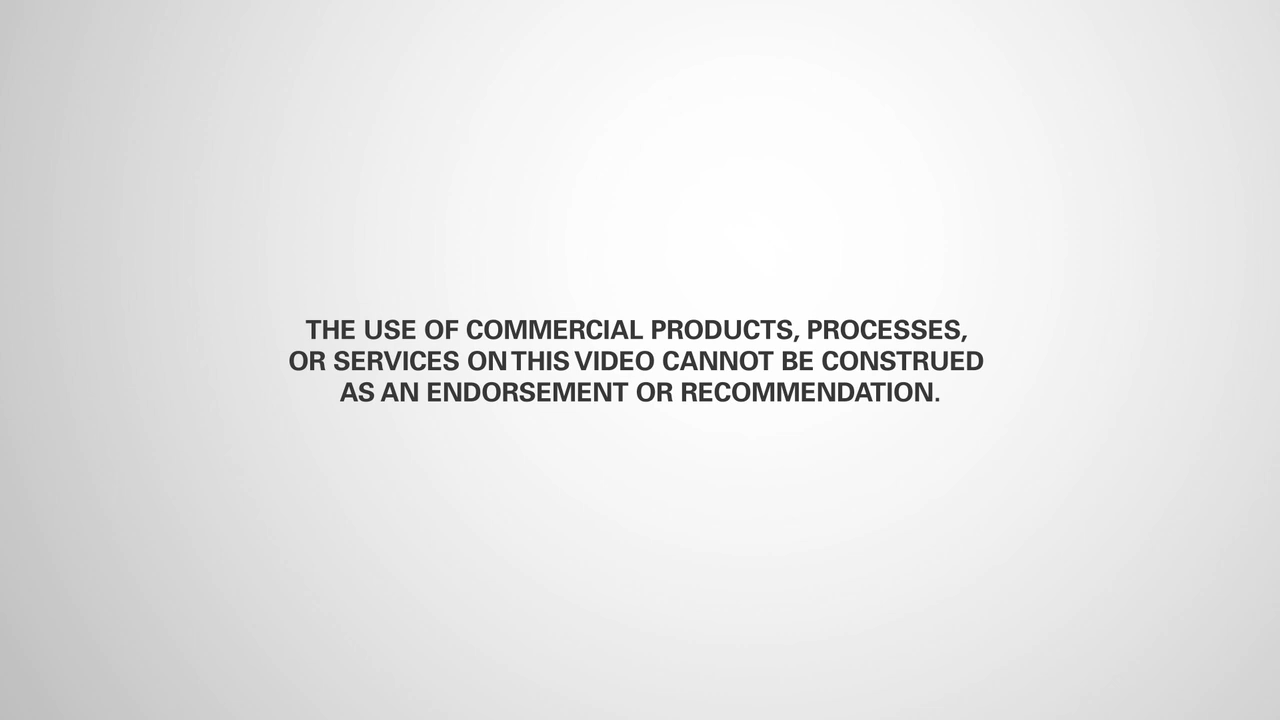 THE USE OF COMMERCIAL PRODUCTS, PROCESSES,
OR SERVICES ON THIS VIDEO CANNOT BE CONSTRUED
AS AN ENDORSEMENT OR RECOMMENDATION.